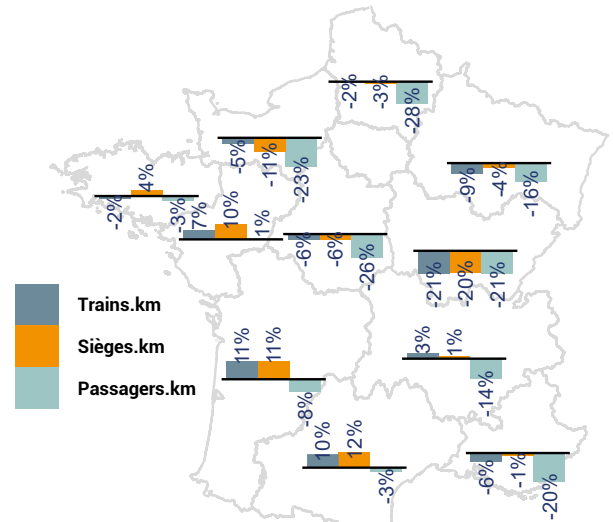 -2% -3% -28%
-5% -11% -23%
-9% -4% -16%
-2% 4% -3%
7% 10% 1%
-6% -6% -26%
-21% -20% -21%
Trains.km
Sièges.km
Passagers.km
11% 11% -8%
3% 1% -14%
10% 12% -3%
-6% -1% -20%